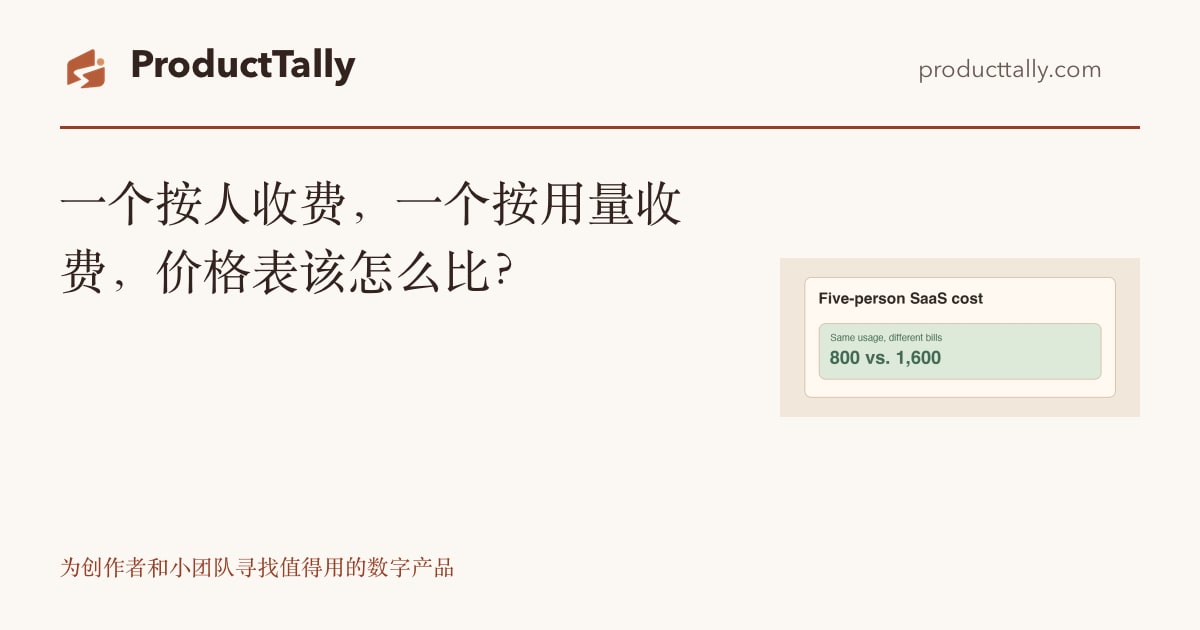 ProductTally
producttally.com
一个按人收费，一个按用量收
费，价格表该怎么比？
Five-person SaaS cost
Same usage, different bills
800 vs. 1,600
为创作者和小团队寻找值得用的数字产品